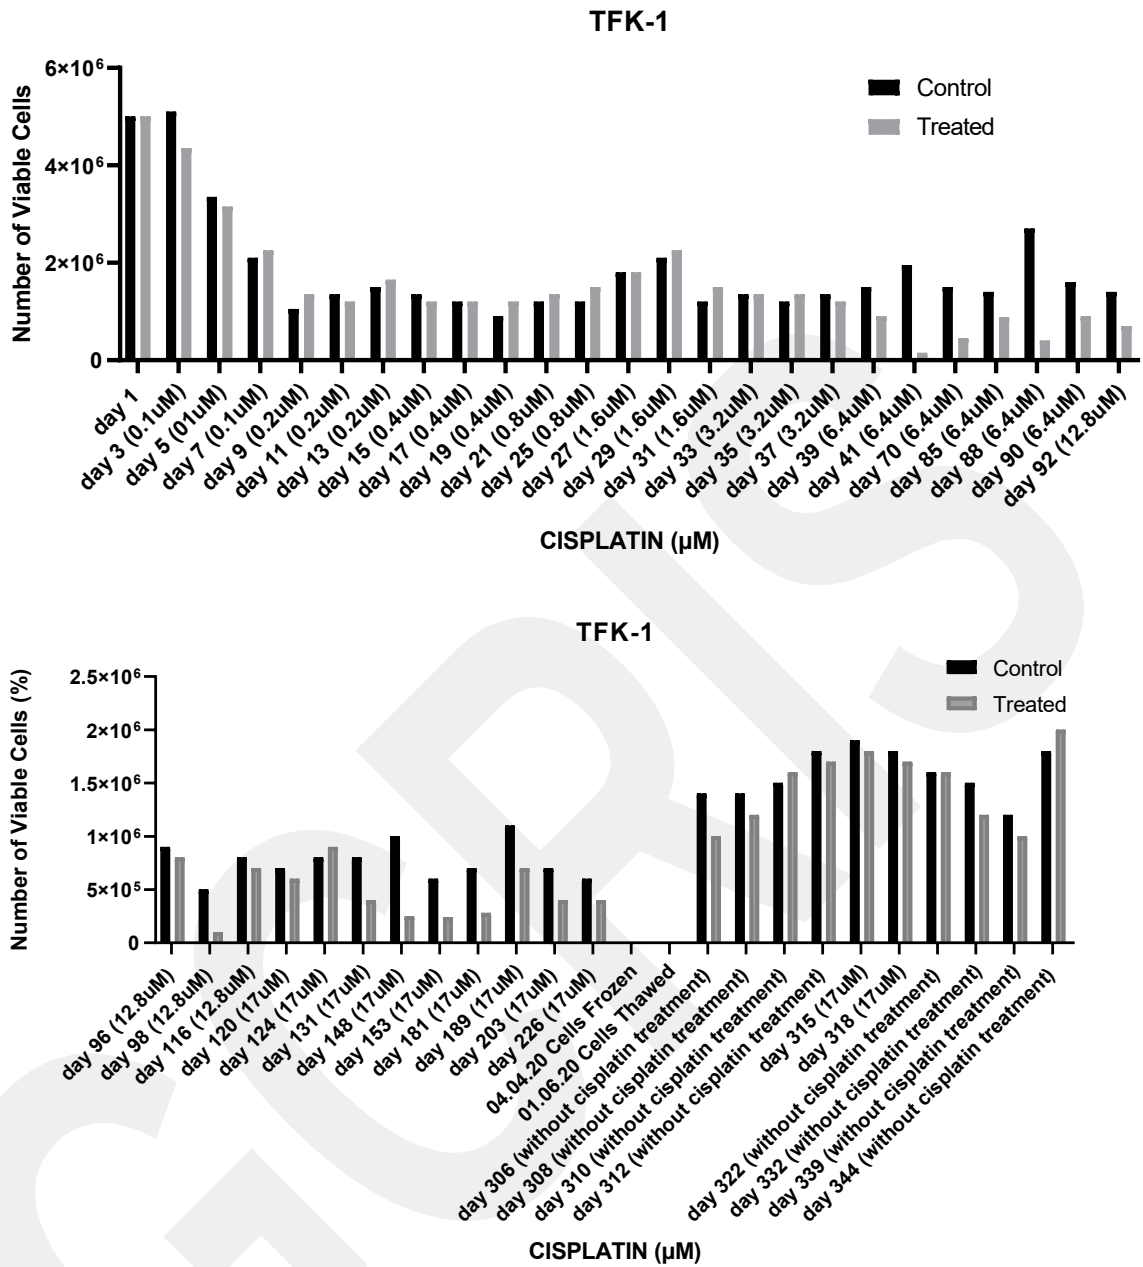 TFK-1
6×10⁶
4×10⁶
2×10⁶
0
Number of Viable Cells
Control
Treated
day 1
day 3 (0.1uM)
day 5 (01uM)
day 7 (0.1uM)
day 9 (0.2uM)
day 11 (0.2uM)
day 13 (0.2uM)
day 15 (0.4uM)
day 17 (0.4uM)
day 19 (0.4uM)
day 21 (0.8uM)
day 25 (0.8uM)
day 27 (1.6uM)
day 29 (1.6uM)
day 31 (1.6uM)
day 33 (3.2uM)
day 35 (3.2uM)
day 37 (3.2uM)
day 39 (6.4uM)
day 41 (6.4uM)
day 70 (6.4uM)
day 85 (6.4uM)
day 88 (6.4uM)
day 90 (6.4uM)
day 92 (12.8uM)
CISPLATIN (µM)
TFK-1
2.5×10⁶
2×10⁶
1.5×10⁶
1×10⁶
5×10⁵
0
Number of Viable Cells (%)
Control
Treated
day 96 (12.8uM)
day 98 (12.8uM)
day 116 (12.8uM)
day 120 (17uM)
day 124 (17uM)
day 131 (17uM)
day 148 (17uM)
day 153 (17uM)
day 181 (17uM)
day 189 (17uM)
day 203 (17uM)
day 226 (17uM)
04.04.20 Cells Frozen
01.06.20 Cells Thawed
day 306 (without cisplatin treatment)
day 308 (without cisplatin treatment)
day 310 (without cisplatin treatment)
day 312 (without cisplatin treatment)
day 315 (17uM)
day 318 (17uM)
day 322 (without cisplatin treatment)
day 332 (without cisplatin treatment)
day 339 (without cisplatin treatment)
day 344 (without cisplatin treatment)
CISPLATIN (µM)